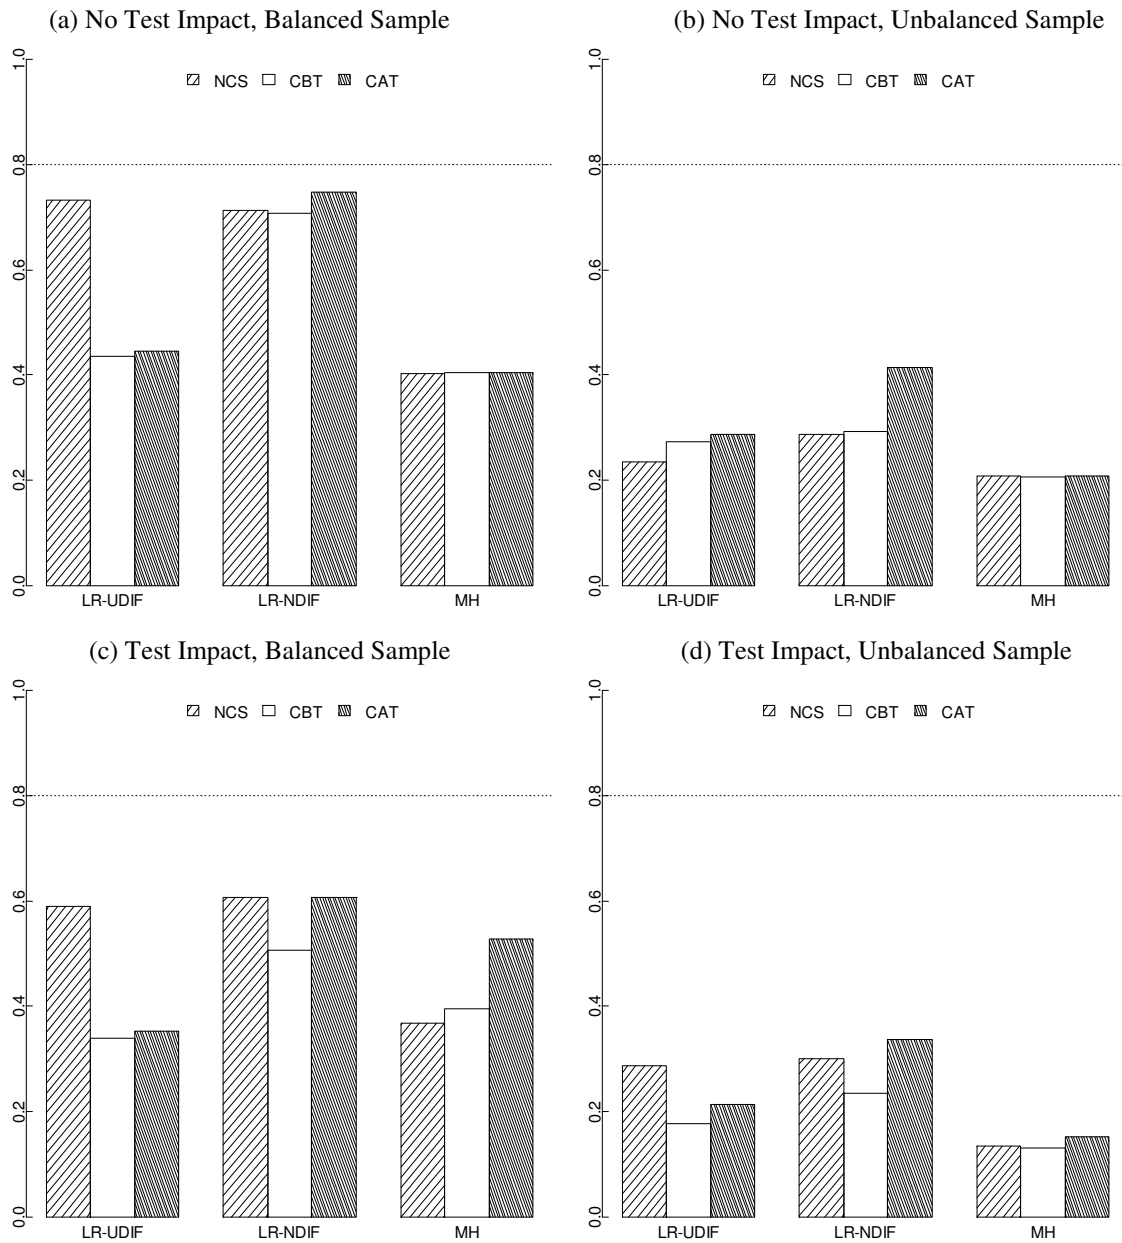 (a) No Test Impact, Balanced Sample
1.0
NCS CBT CAT
0.8
0.6
0.4
0.2
0.0
LR-UDIF LR-NDIF MH
(b) No Test Impact, Unbalanced Sample
1.0
NCS CBT CAT
0.8
0.6
0.4
0.2
0.0
LR-UDIF LR-NDIF MH
(c) Test Impact, Balanced Sample
1.0
NCS CBT CAT
0.8
0.6
0.4
0.2
0.0
LR-UDIF LR-NDIF MH
(d) Test Impact, Unbalanced Sample
1.0
NCS CBT CAT
0.8
0.6
0.4
0.2
0.0
LR-UDIF LR-NDIF MH